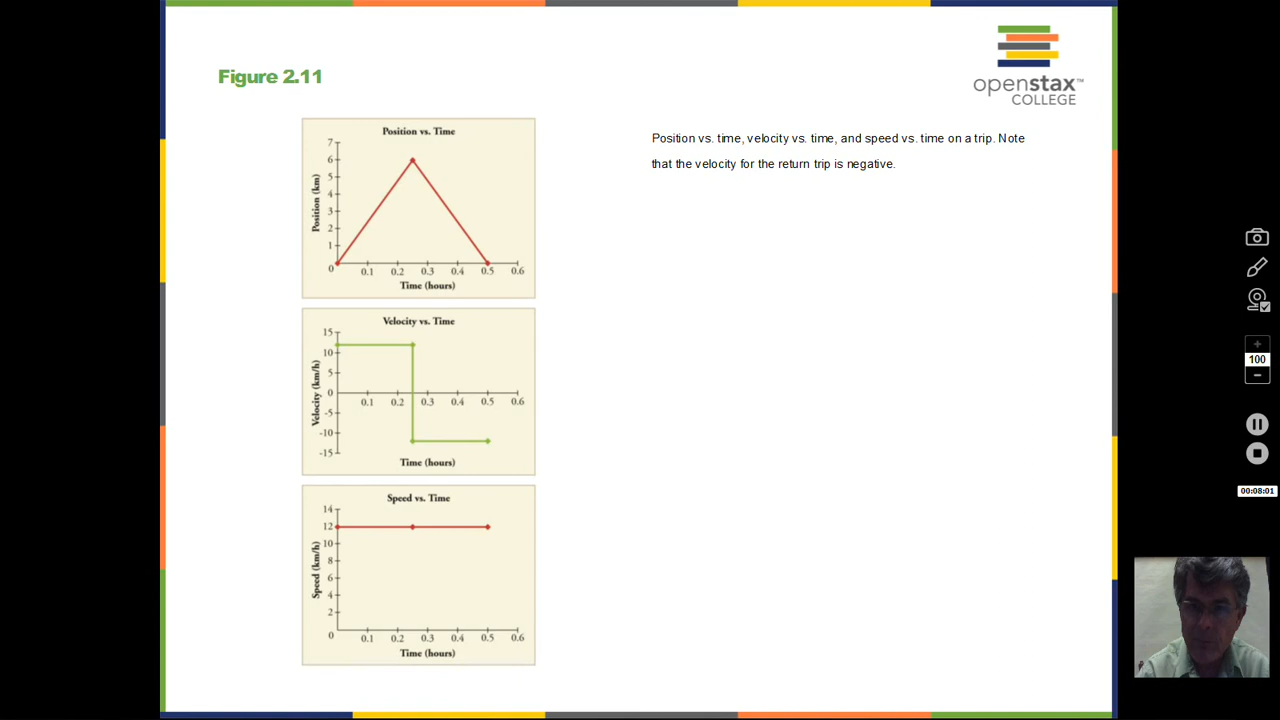 Figure 2.11
openstax™
COLLEGE
Position vs. time, velocity vs. time, and speed vs. time on a trip. Note
that the velocity for the return trip is negative.
Position vs. Time
Position (km)
7
6
5
4
3
2
1
0
0.1 0.2 0.3 0.4 0.5 0.6
Time (hours)
Velocity vs. Time
Velocity (km/h)
15
10
5
0
-5
-10
-15
0.1 0.2 0.3 0.4 0.5 0.6
Time (hours)
Speed vs. Time
Speed (km/h)
14
12
10
8
6
4
2
0
0.1 0.2 0.3 0.4 0.5 0.6
Time (hours)
+
100
−
00:08:01